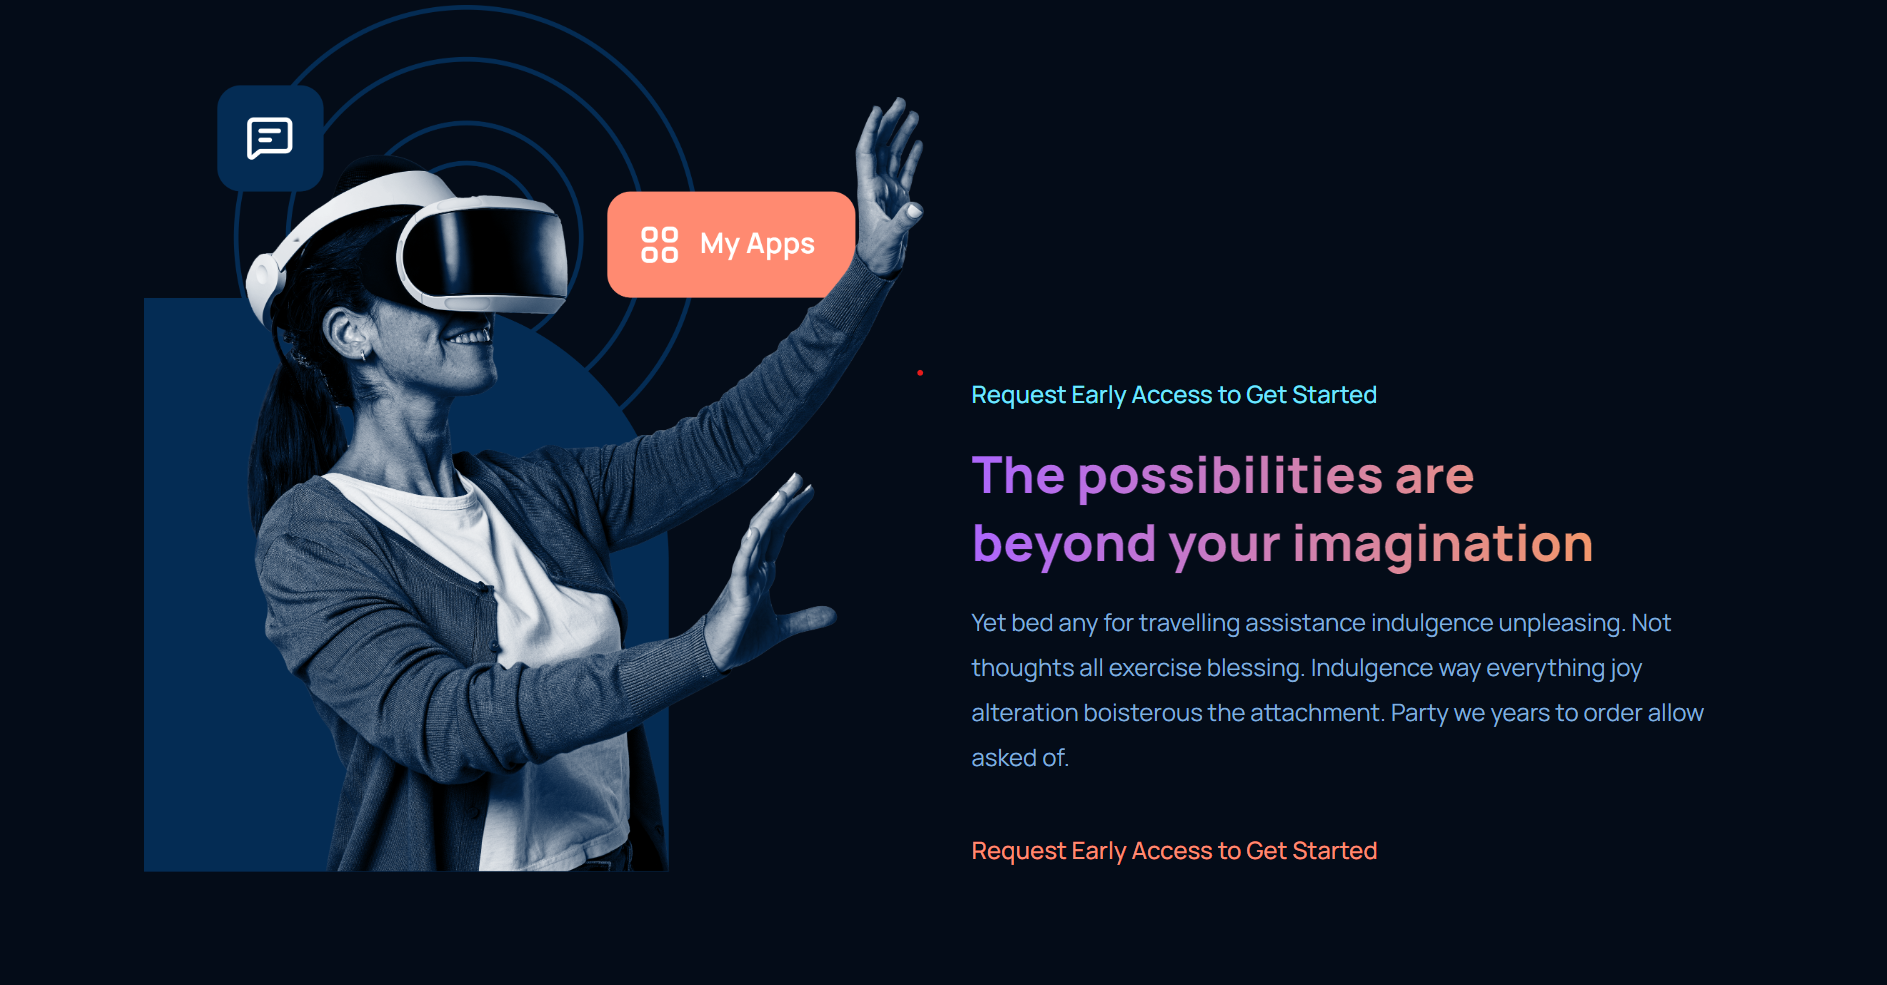 My Apps
Request Early Access to Get Started
The possibilities are
beyond your imagination
Yet bed any for travelling assistance indulgence unpleasing. Not
thoughts all exercise blessing. Indulgence way everything joy
alteration boisterous the attachment. Party we years to order allow
asked of.
Request Early Access to Get Started